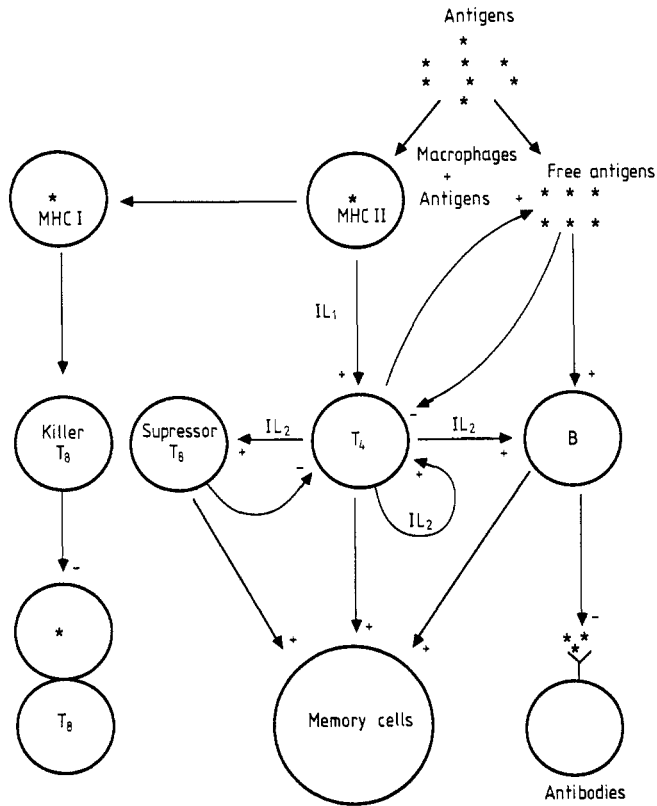 Antigens
* 
* * *
* * *
*
Macrophages
+
Antigens
Free antigens
+ * * *
* * *
*
MHC I
*
MHC II
IL₁
+
-
+
Killer
T₈
Supressor
T₈
IL₂
+
-
T₄
+
IL₂
IL₂
+
B
-
*
T₈
+
+
+
Memory cells
-
* * *
*
Antibodies